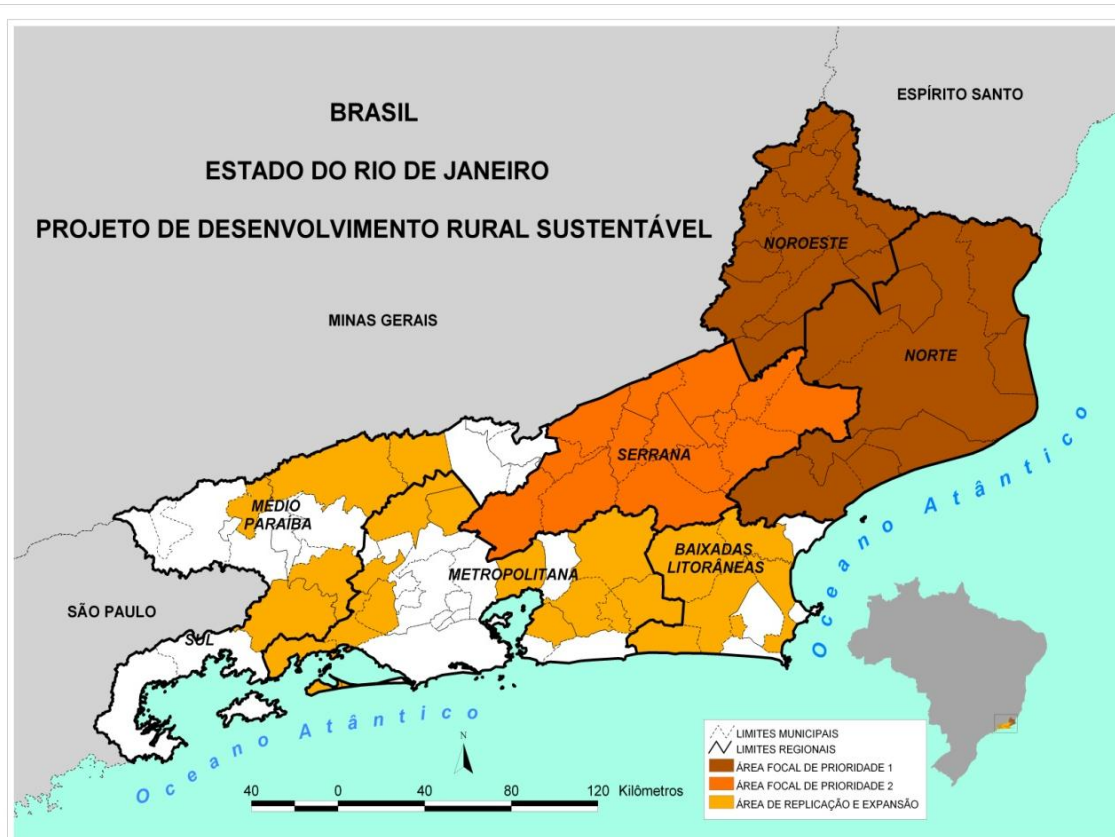 BRASIL
ESTADO DO RIO DE JANEIRO
PROJETO DE DESENVOLVIMENTO RURAL SUSTENTÁVEL
ESPÍRITO SANTO
MINAS GERAIS
SÃO PAULO
NOROESTE
NORTE
SERRANA
MÉDIO
PARAÍBA
METROPOLITANA
BAIXADAS
LITORÂNEAS
SUL
Oceano Atântico
Oceano Atântico
N
40 0 40 80 120 Quilômetros
LIMITES MUNICIPAIS
LIMITES REGIONAIS
ÁREA FOCAL DE PRIORIDADE 1
ÁREA FOCAL DE PRIORIDADE 2
ÁREA DE REPLICAÇÃO E EXPANSÃO